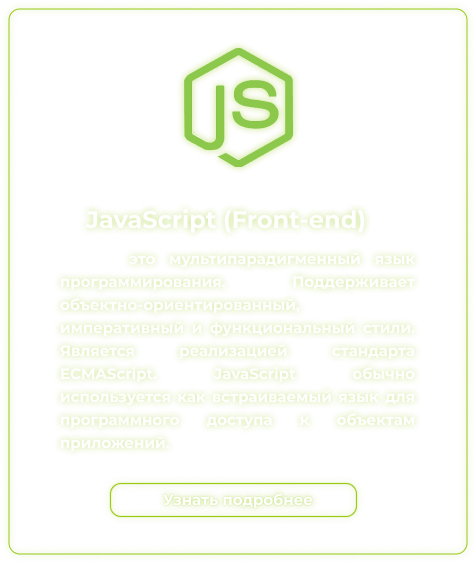 JS
JavaScript (Front-end)
это мультипарадигменный язык
программирования. Поддерживает
объектно-ориентированный,
императивный и функциональный стили.
Является реализацией стандарта
ECMAScript. JavaScript обычно
используется как встраиваемый язык для
программного доступа к объектам
приложений.
Узнать подробнее